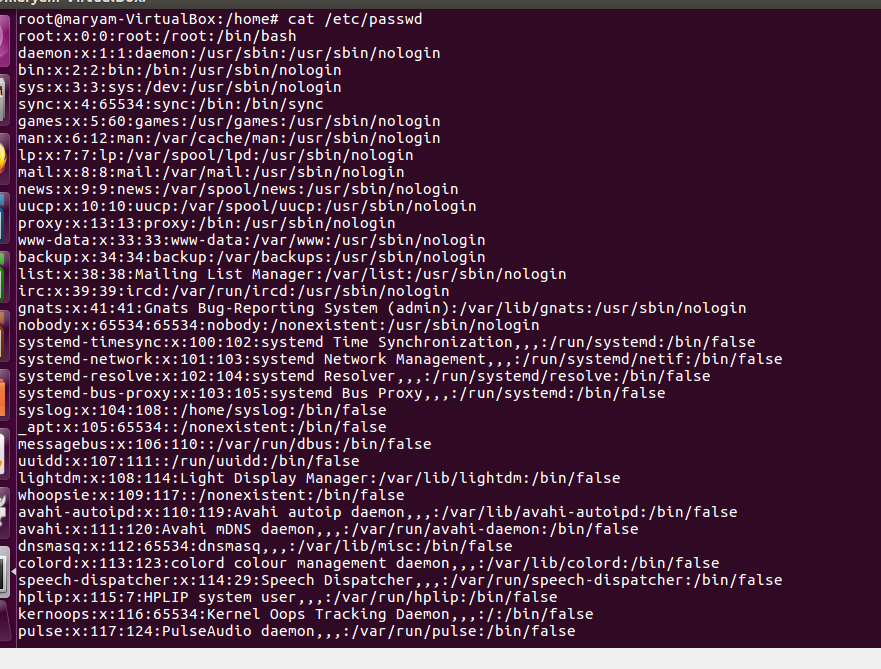 root@maryam-VirtualBox:/home# cat /etc/passwd
root:x:0:0:root:/root:/bin/bash
daemon:x:1:1:daemon:/usr/sbin:/usr/sbin/nologin
bin:x:2:2:bin:/bin:/usr/sbin/nologin
sys:x:3:3:sys:/dev:/usr/sbin/nologin
sync:x:4:65534:sync:/bin:/bin/sync
games:x:5:60:games:/usr/games:/usr/sbin/nologin
man:x:6:12:man:/var/cache/man:/usr/sbin/nologin
lp:x:7:7:lp:/var/spool/lpd:/usr/sbin/nologin
mail:x:8:8:mail:/var/mail:/usr/sbin/nologin
news:x:9:9:news:/var/spool/news:/usr/sbin/nologin
uucp:x:10:10:uucp:/var/spool/uucp:/usr/sbin/nologin
proxy:x:13:13:proxy:/bin:/usr/sbin/nologin
www-data:x:33:33:www-data:/var/www:/usr/sbin/nologin
backup:x:34:34:backup:/var/backups:/usr/sbin/nologin
list:x:38:38:Mailing List Manager:/var/list:/usr/sbin/nologin
irc:x:39:39:ircd:/var/run/ircd:/usr/sbin/nologin
gnats:x:41:41:Gnats Bug-Reporting System (admin):/var/lib/gnats:/usr/sbin/nologin
nobody:x:65534:65534:nobody:/nonexistent:/usr/sbin/nologin
systemd-timesync:x:100:102:systemd Time Synchronization,,,:/run/systemd:/bin/false
systemd-network:x:101:103:systemd Network Management,,,:/run/systemd/netif:/bin/false
systemd-resolve:x:102:104:systemd Resolver,,,:/run/systemd/resolve:/bin/false
systemd-bus-proxy:x:103:105:systemd Bus Proxy,,,:/run/systemd:/bin/false
syslog:x:104:108::/home/syslog:/bin/false
_apt:x:105:65534::/nonexistent:/bin/false
messagebus:x:106:110::/var/run/dbus:/bin/false
uuidd:x:107:111::/run/uuidd:/bin/false
lightdm:x:108:114:Light Display Manager:/var/lib/lightdm:/bin/false
whoopsie:x:109:117::/nonexistent:/bin/false
avahi-autoipd:x:110:119:Avahi autoip daemon,,,:/var/lib/avahi-autoipd:/bin/false
avahi:x:111:120:Avahi mDNS daemon,,,:/var/run/avahi-daemon:/bin/false
dnsmasq:x:112:65534:dnsmasq,,,:/var/lib/misc:/bin/false
colord:x:113:123:colord colour management daemon,,,:/var/lib/colord:/bin/false
speech-dispatcher:x:114:29:Speech Dispatcher,,,:/var/run/speech-dispatcher:/bin/false
hplip:x:115:7:HPLIP system user,,,:/var/run/hplip:/bin/false
kernoops:x:116:65534:Kernel Oops Tracking Daemon,,,:/:/bin/false
pulse:x:117:124:PulseAudio daemon,,,:/var/run/pulse:/bin/false